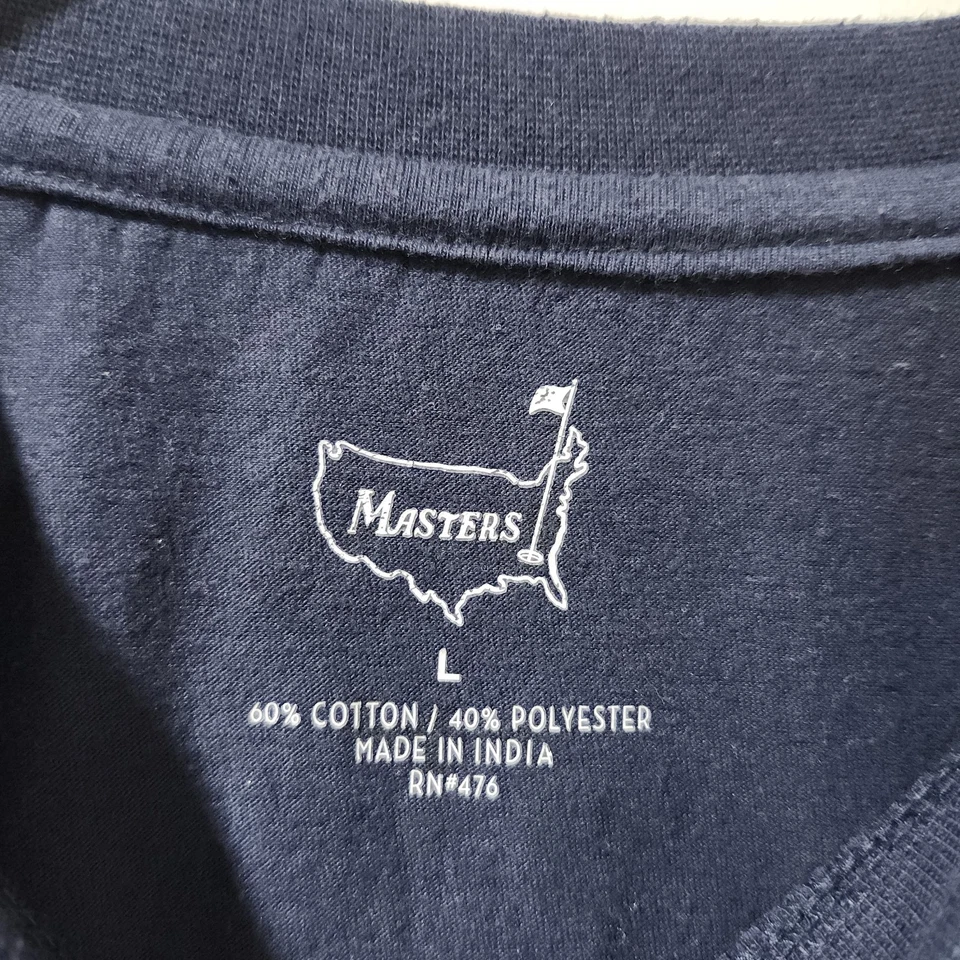 MASTERS
L
60% COTTON / 40% POLYESTER
MADE IN INDIA
RN#476